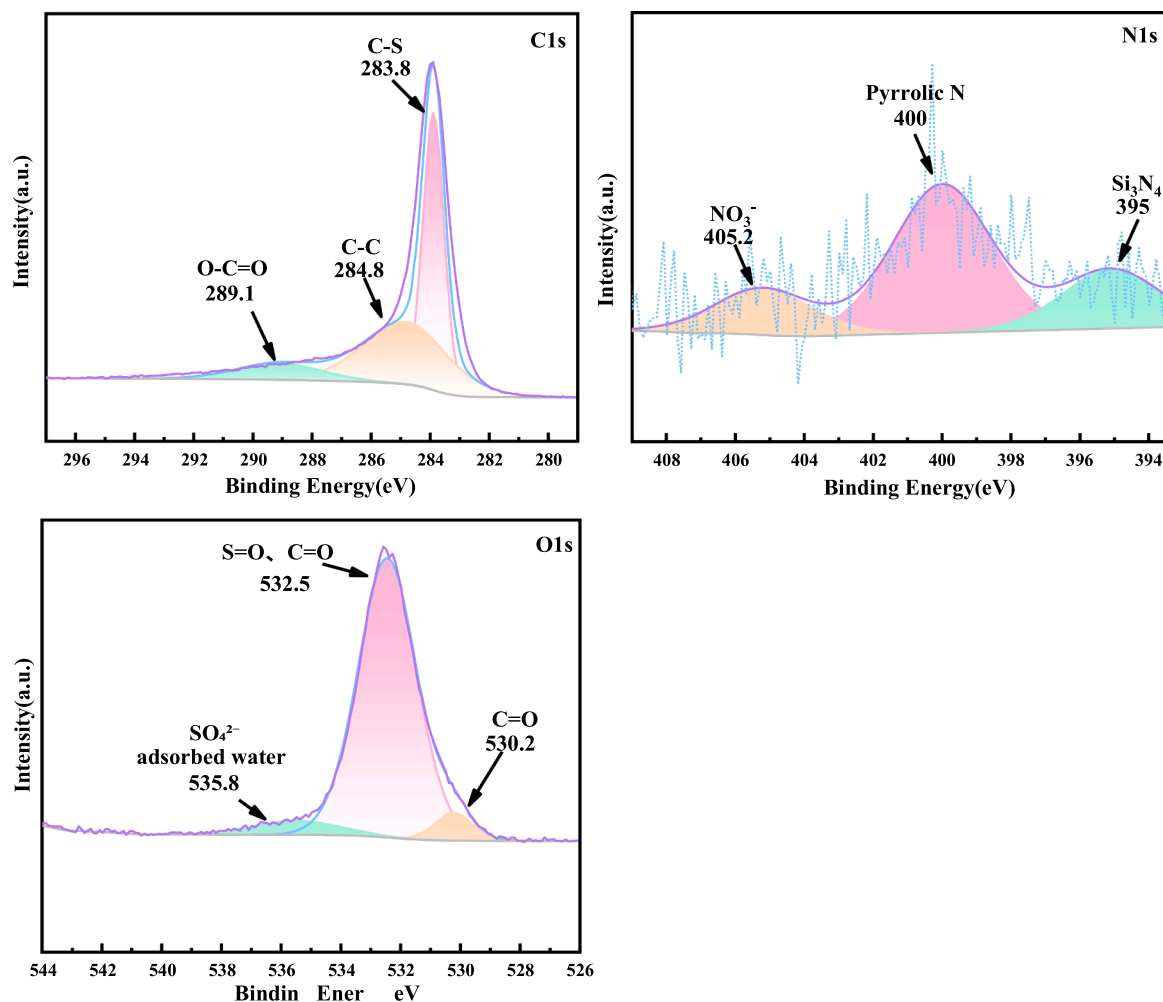 C1s
C-S
283.8
C-C
284.8
O-C=O
289.1
Intensity(a.u.)
296 294 292 290 288 286 284 282 280
Binding Energy(eV)
N1s
Pyrrolic N
400
Si₃N₄
395
NO₃⁻
405.2
Intensity(a.u.)
408 406 404 402 400 398 396 394
Binding Energy(eV)
O1s
S=O、C=O
532.5
C=O
530.2
SO₄²⁻
adsorbed water
535.8
Intensity(a.u.)
544 542 540 538 536 534 532 530 528 526
Bindin Ener eV